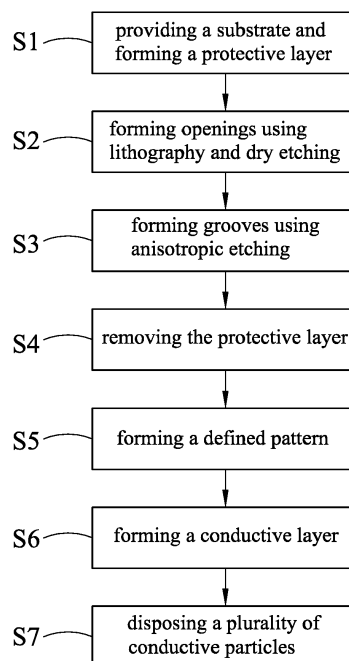 S1
providing a substrate and
forming a protective layer
S2
forming openings using
lithography and dry etching
S3
forming grooves using
anisotropic etching
S4
removing the protective layer
S5
forming a defined pattern
S6
forming a conductive layer
S7
disposing a plurality of
conductive particles